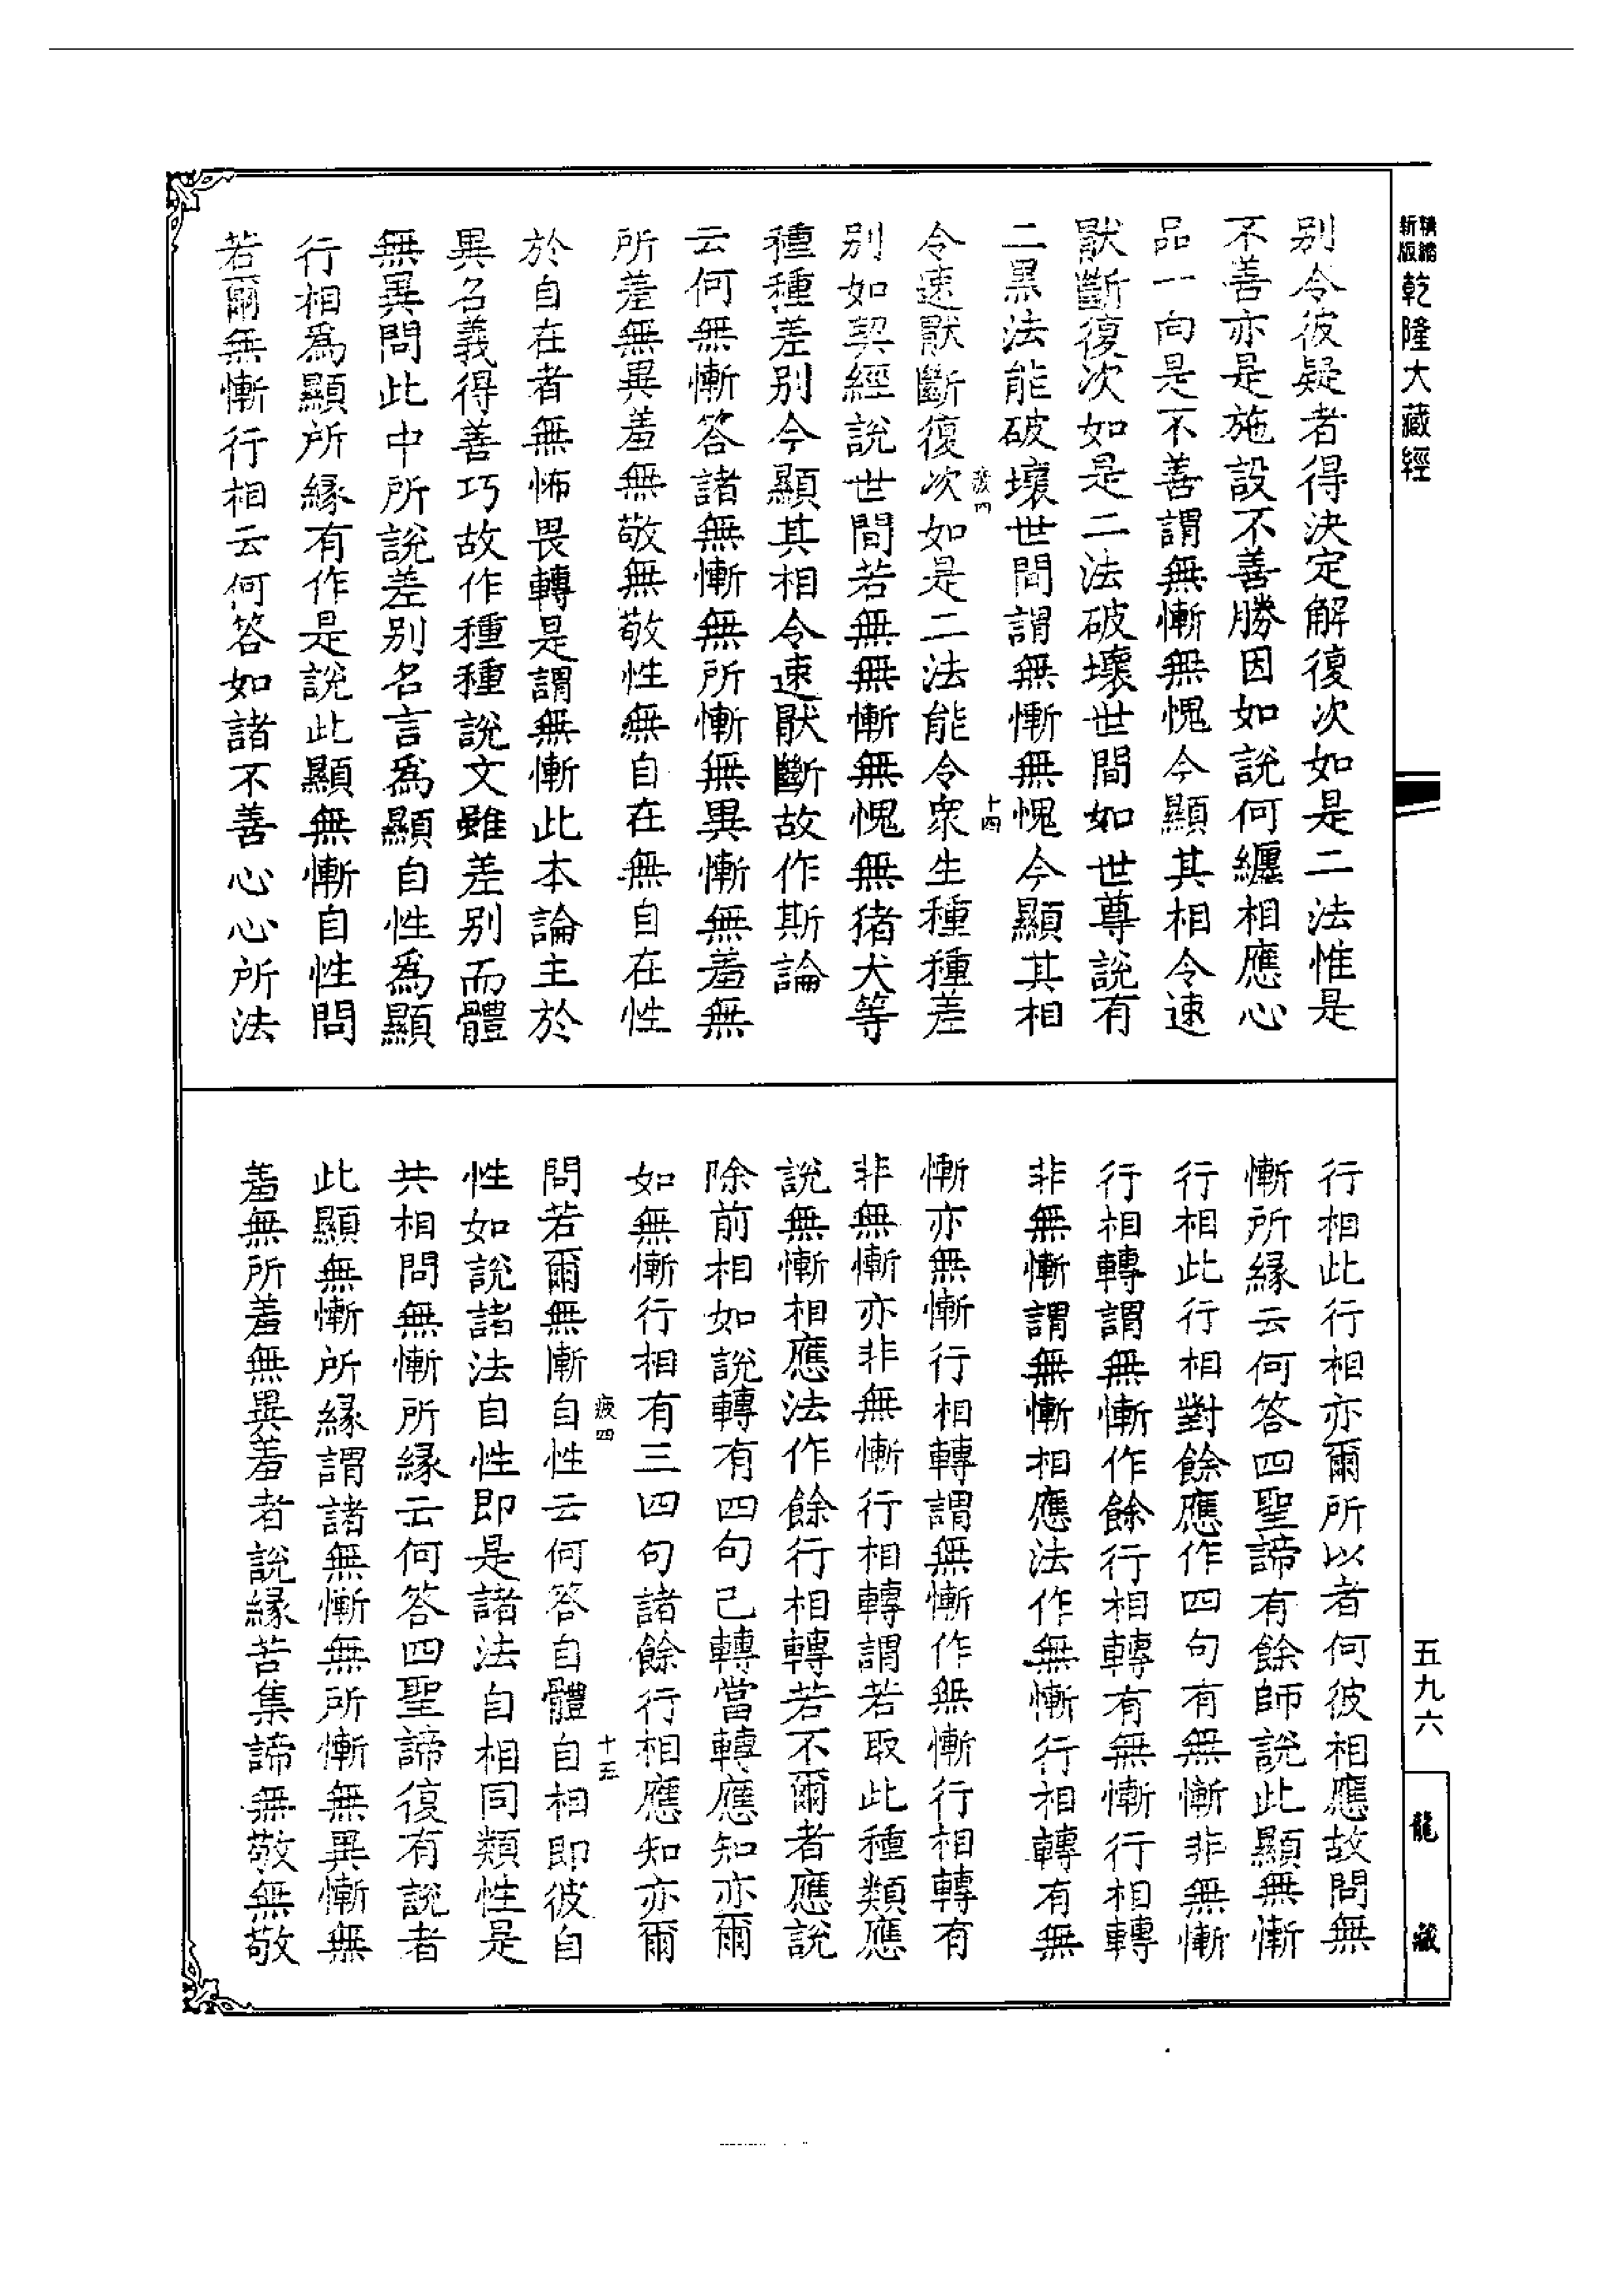 新版
精縮
乾隆大藏經
別令彼疑者得決定解復次如是二法惟是
不善亦是施設不善勝因如說何纏相應心
品一向是不善謂無慚無愧今顯其相令速
厭斷復次如是二法破壞世間如世尊說有
二黑法能破壞世間謂無慚無愧今顯其相
令速厭斷復次如是二法能令衆生種種差
疲四
十四
別如契經說世間若無無慚無愧無猪犬等
種種差別今顯其相令速厭斷故作斯論
云何無慚答諸無慚無所慚無異慚無羞無
所羞無異羞無敬無敬性無自在無自在性
於自在者無怖畏轉是謂無慚此本論主於
異名義得善巧故作種種說文雖差別而體
無異問此中所說差別名言爲顯自性爲顯
行相爲顯所緣有作是說此顯無慚自性問
若爾無慚行相云何答如諸不善心心所法
行相此行相亦爾所以者何彼相應故問無
慚所緣云何答四聖諦有餘師說此顯無慚
行相此行相對餘應作四句有無慚非無慚
行相轉謂無慚作餘行相轉有無慚行相轉
非無慚謂無慚相應法作無慚行相轉有無
慚亦無慚行相轉謂無慚作無慚行相轉有
非無慚亦非無慚行相轉謂若取此種類應
說無慚相應法作餘行相轉若不爾者應說
除前相如說轉有四句已轉當轉應知亦爾
如無慚行相有三四句諸餘行相應知亦爾
問若爾無慚自性云何答自體自相即彼自
疲四
十五
性如說諸法自性即是諸法自相同類性是
共相問無慚所緣云何答四聖諦復有說者
此顯無慚所緣謂諸無慚無所慚無異慚無
羞無所羞無異羞者說緣苦集諦無敬無敬
五九六
龍藏